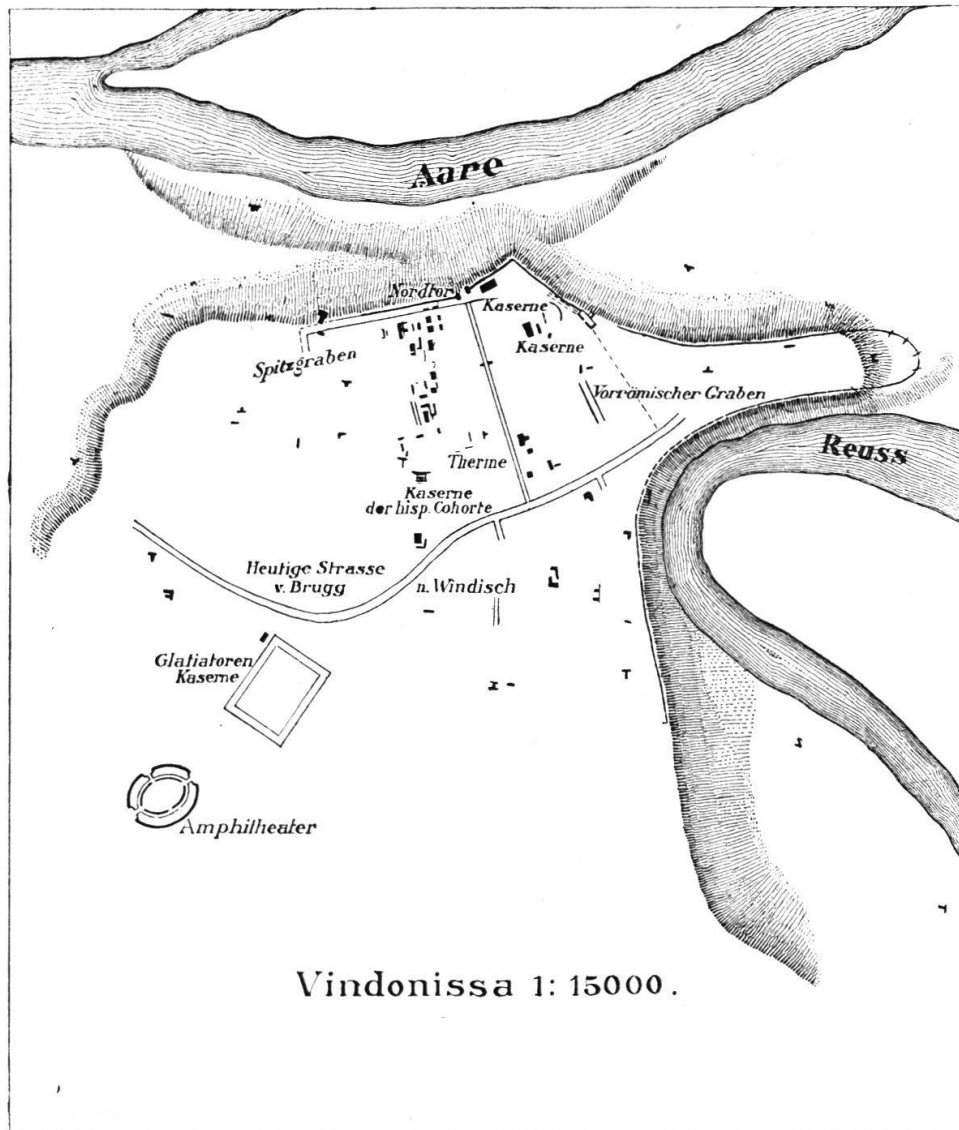 Aare
Nordtor
Kaserne
Kaserne
Spitzgraben
Vorrömischer Graben
Reuss
Therme
Kaserne
der hisp. Cohorte
Heutige Strasse
v. Brugg
n. Windisch
Glatiatoren
Kaserne
Amphitheater
Vindonissa 1: 15000.